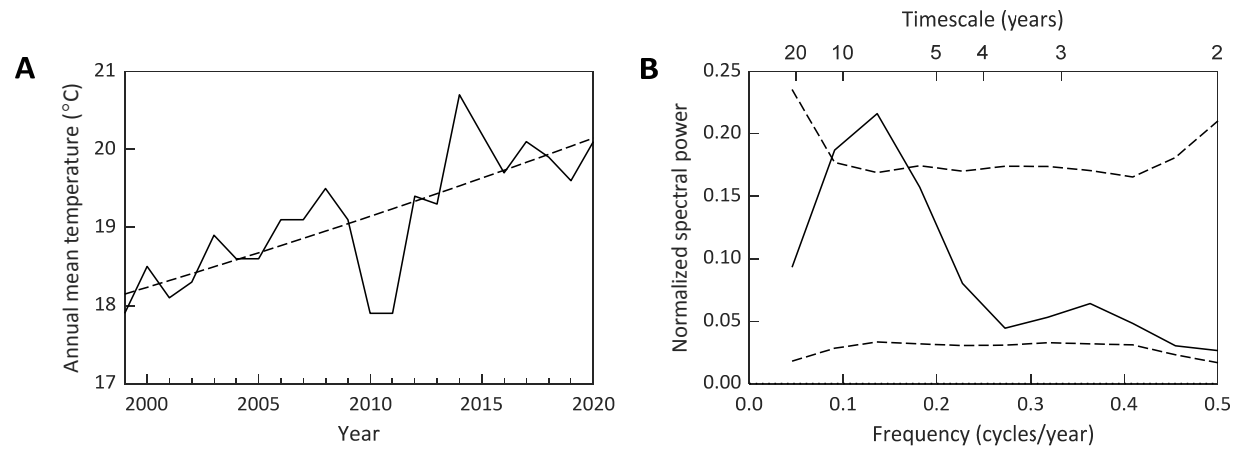 A
Annual mean temperature (°C)
21
20
19
18
17
2000 2005 2010 2015 2020
Year
B
Timescale (years)
20 10 5 4 3 2
Normalized spectral power
0.25
0.20
0.15
0.10
0.05
0.00
0.0 0.1 0.2 0.3 0.4 0.5
Frequency (cycles/year)